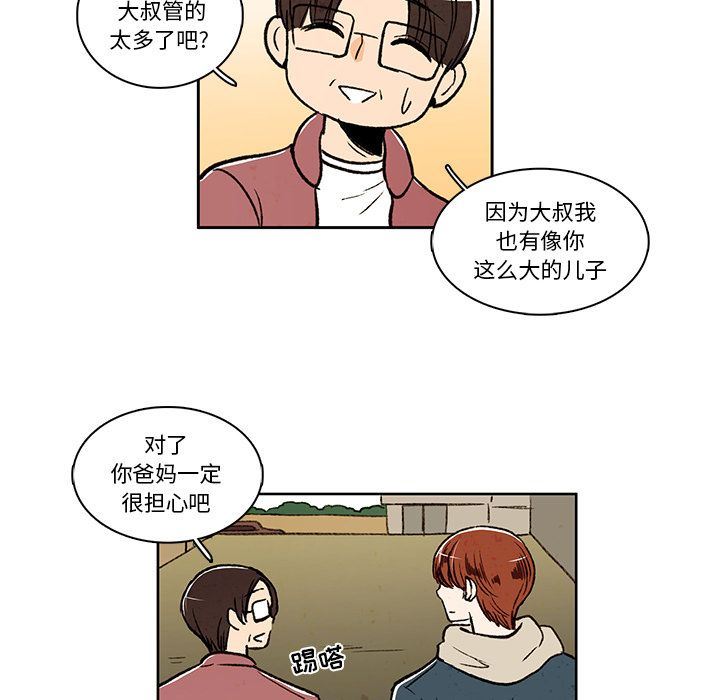 大叔管的
太多了吧?
因为大叔我
也有像你
这么大的儿子
对了
你爸妈一定
很担心吧
踢嗒